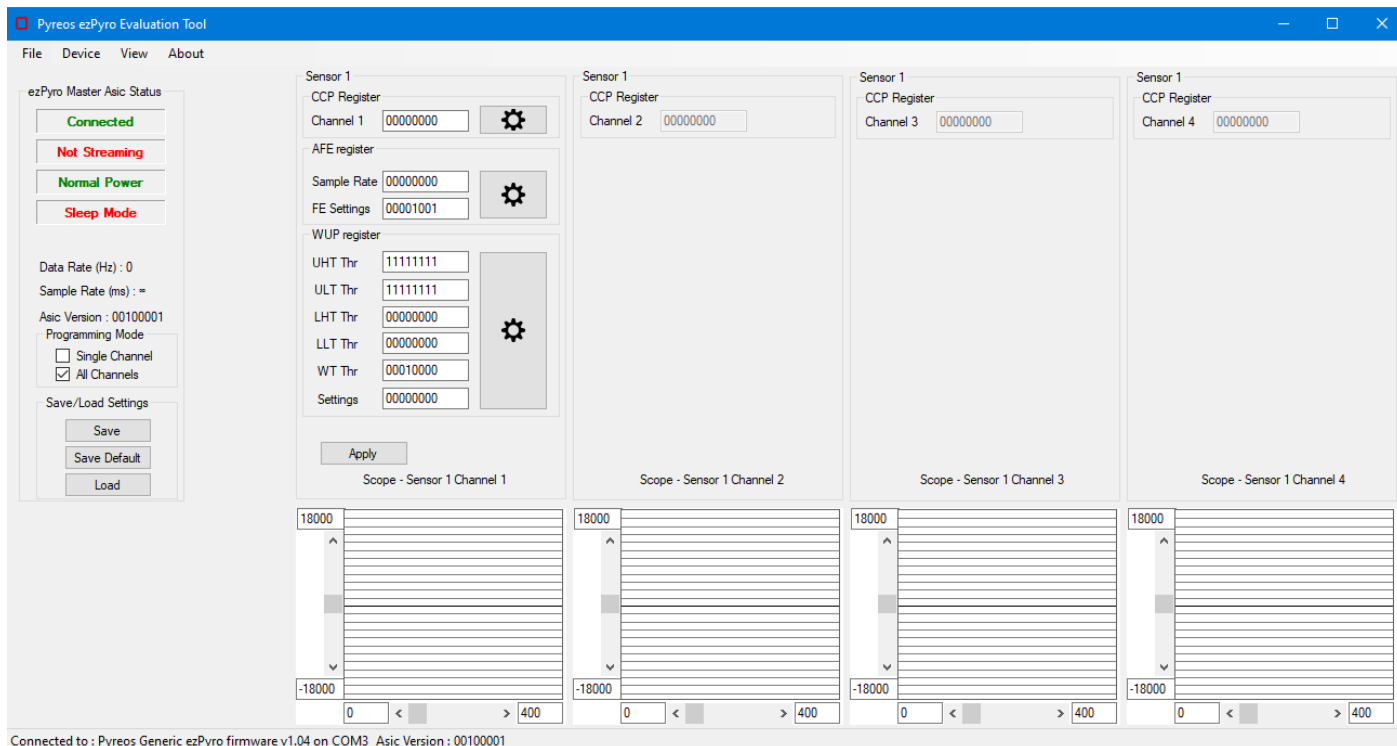 Pyreos ezPyro Evaluation Tool
File Device View About
ezPyro Master Asic Status
Connected
Not Streaming
Normal Power
Sleep Mode
Data Rate (Hz) : 0
Sample Rate (ms) : ∞
Asic Version : 00100001
Programming Mode
Single Channel
All Channels
Save/Load Settings
Save
Save Default
Load
Sensor 1
CCP Register
Channel 1 00000000
AFE register
Sample Rate 00000000
FE Settings 00001001
WUP register
UHT Thr 11111111
ULT Thr 11111111
LHT Thr 00000000
LLT Thr 00000000
WT Thr 00010000
Settings 00000000
Apply
Scope - Sensor 1 Channel 1
18000
-18000
0 < > 400
Sensor 1
CCP Register
Channel 2 00000000
Scope - Sensor 1 Channel 2
18000
-18000
0 < > 400
Sensor 1
CCP Register
Channel 3 00000000
Scope - Sensor 1 Channel 3
18000
-18000
0 < > 400
Sensor 1
CCP Register
Channel 4 00000000
Scope - Sensor 1 Channel 4
18000
-18000
0 < > 400
Connected to : Pyreos Generic ezPyro firmware v1.04 on COM3 Asic Version : 00100001